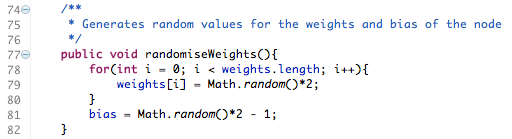 74 /**
75 * Generates random values for the weights and bias of the node
76 */
77 public void randomiseWeights(){
78 for(int i = 0; i < weights.length; i++){
79 weights[i] = Math.random()*2;
80 }
81 bias = Math.random()*2 - 1;
82 }